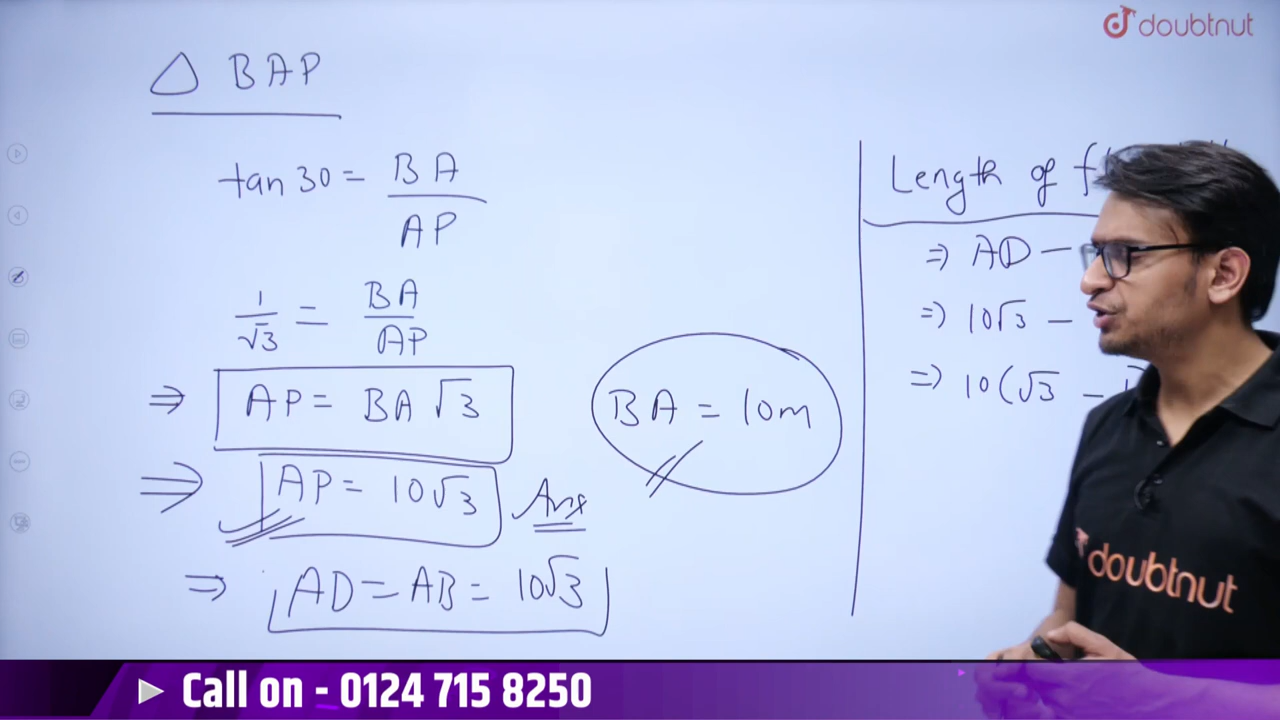 doubtnut
△ BAP
tan 30 = BA / AP
1/√3 = BA / AP
⇒ AP = BA √3
⇒ AP = 10√3 Ans
⇒ AD = AB = 10√3
BA = 10m
Length of
⇒ AD −
⇒ 10√3 −
⇒ 10(√3 −
doubtnut
Call on - 0124 715 8250